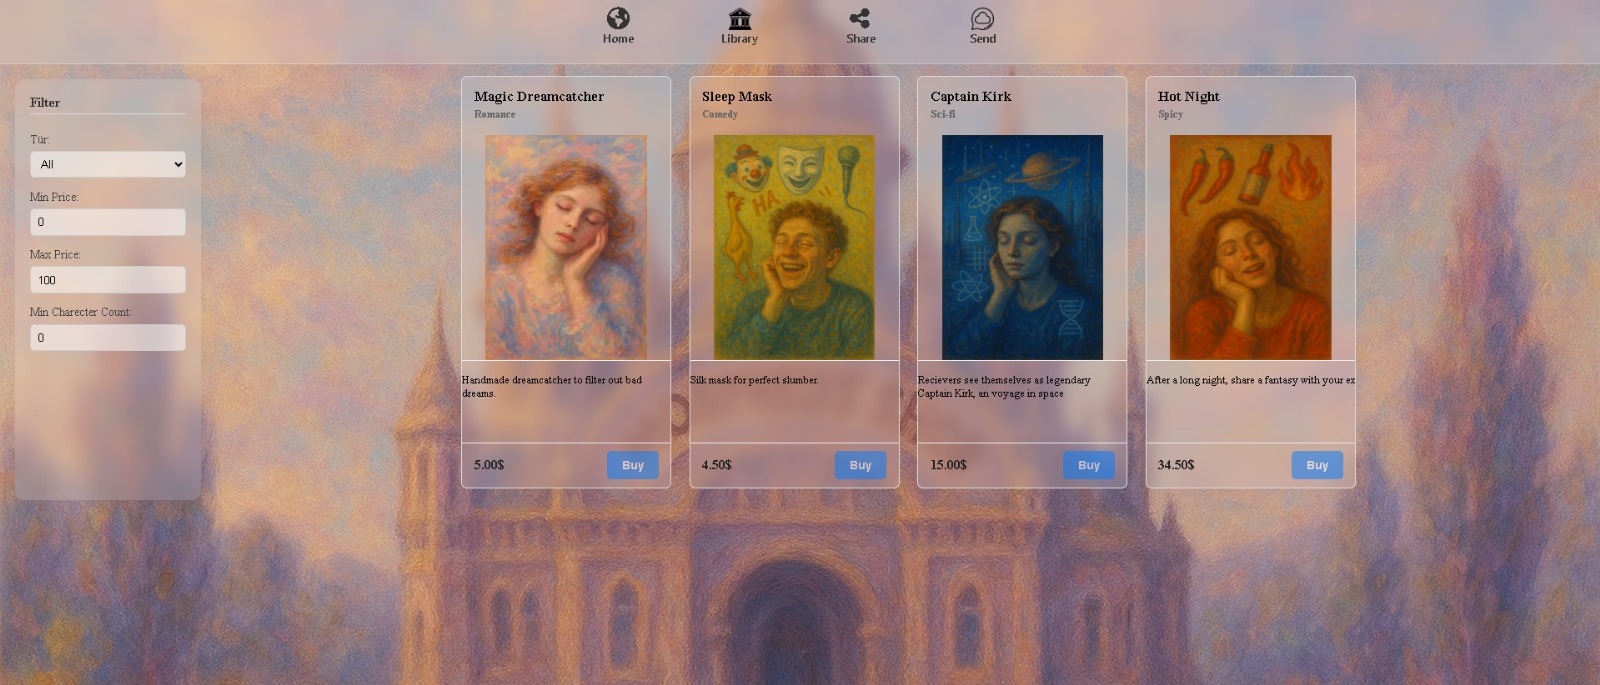 Home
Library
Share
Send
Filter
Tür:
All
Min Price:
0
Max Price:
100
Min Charecter Count:
0
Magic Dreamcatcher
Romance
Handmade dreamcatcher to filter out bad
dreams.
5.00$
Buy
Sleep Mask
Comedy
HA
Silk mask for perfect slumber.
4.50$
Buy
Captain Kirk
Sci-fi
Recievers see themselves as legendary
Captain Kirk, an voyage in space
15.00$
Buy
Hot Night
Spicy
After a long night, share a fantasy with your ex
34.50$
Buy